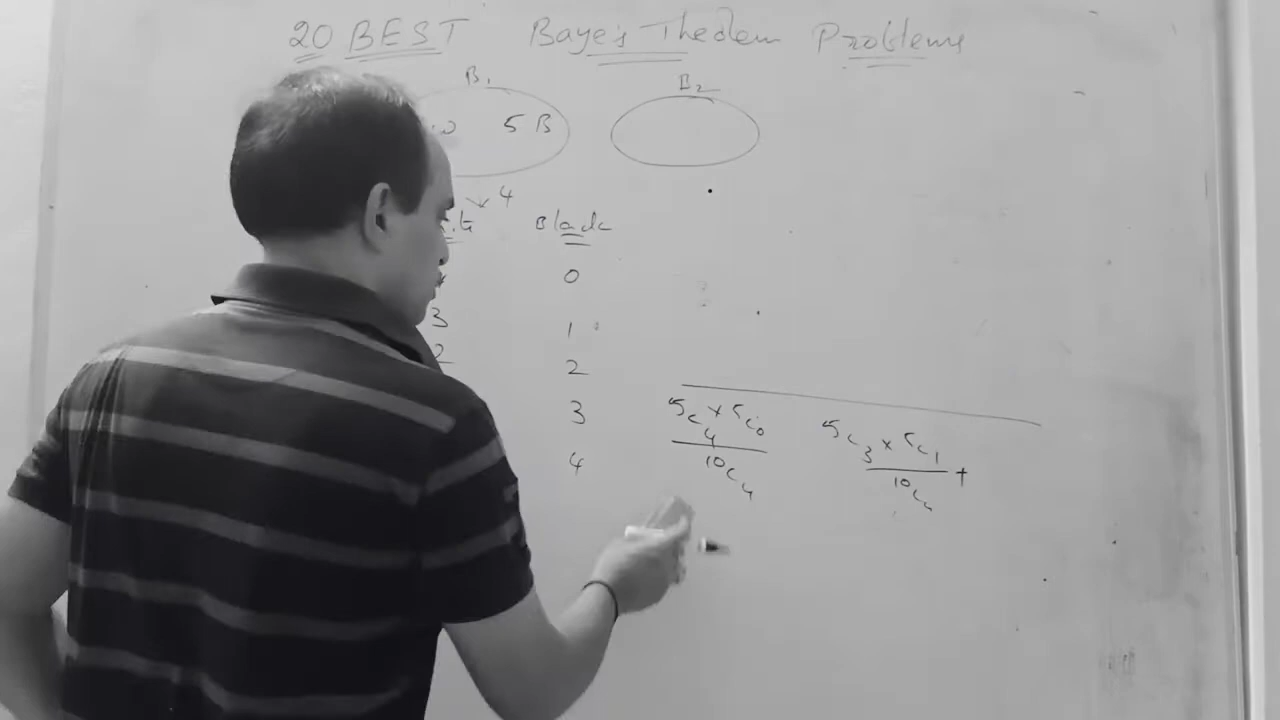 20 BEST Baye's Theorem Problems
B₁ B₂
5 B
4
Black
0
3 1
2 2
3
4
5C₄ × 5C₀ / 10C₄ 5C₃ × 5C₁ / 10C₄ +